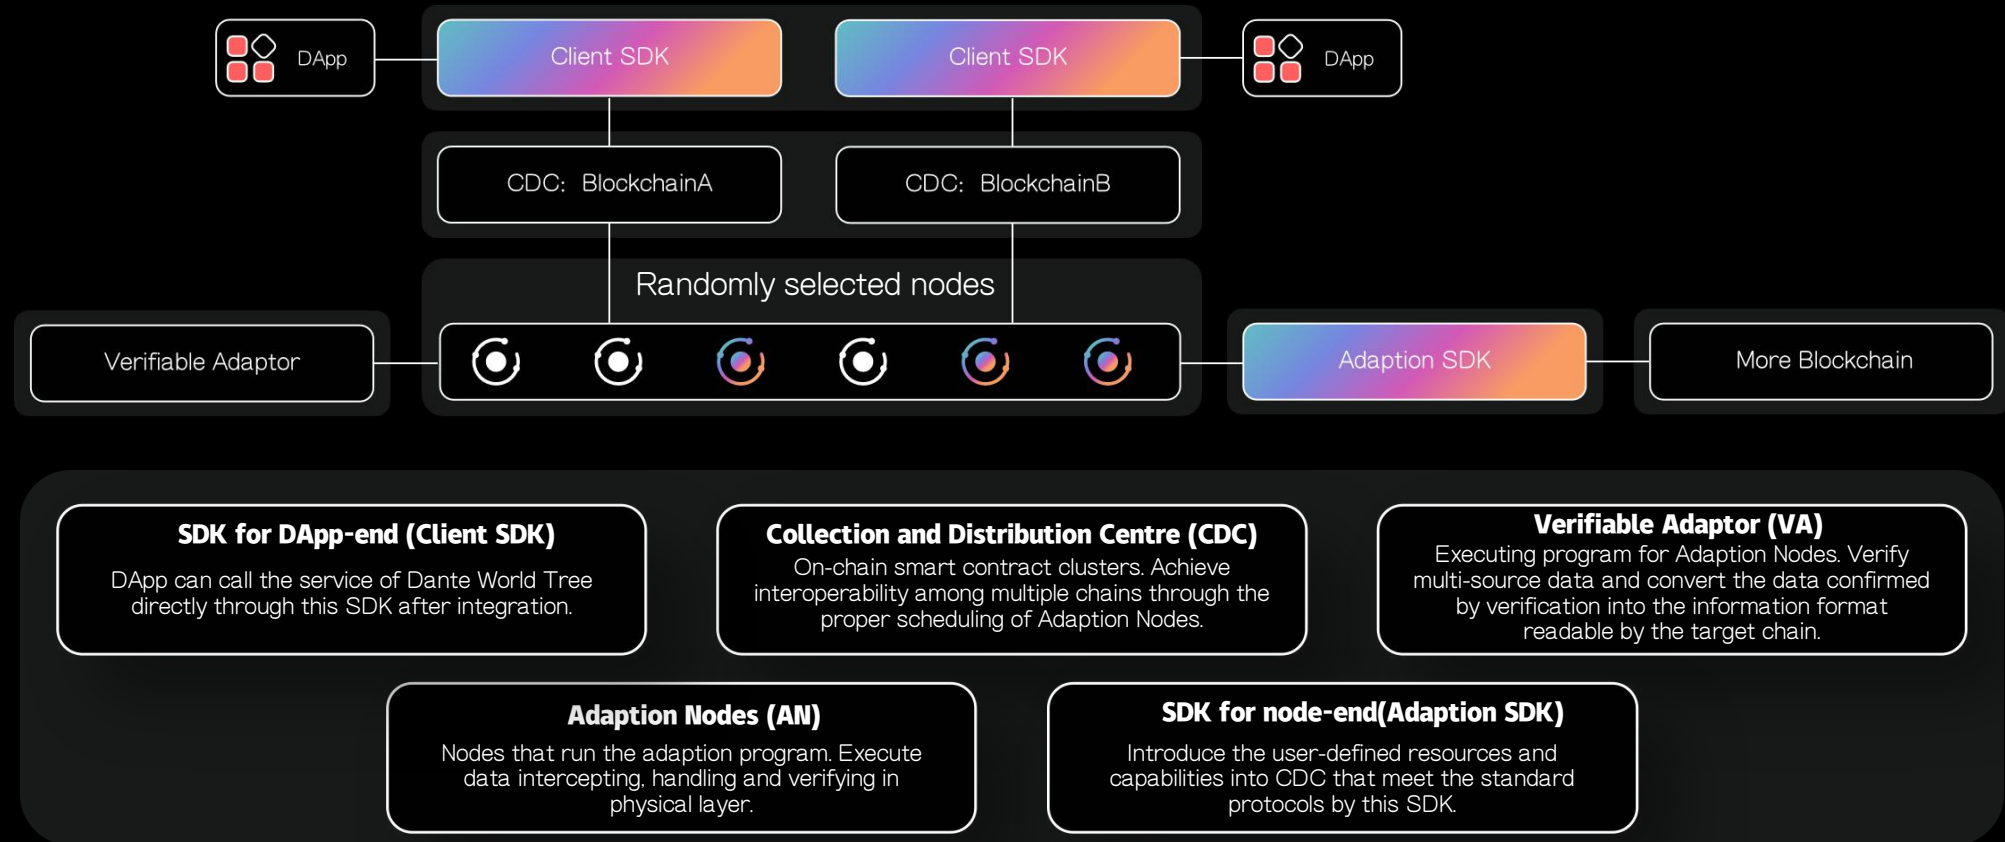 DApp
Client SDK
Client SDK
DApp
CDC: BlockchainA
CDC: BlockchainB
Randomly selected nodes
Verifiable Adaptor
Adaption SDK
More Blockchain
SDK for DApp-end (Client SDK)
DApp can call the service of Dante World Tree
directly through this SDK after integration.
Collection and Distribution Centre (CDC)
On-chain smart contract clusters. Achieve
interoperability among multiple chains through the
proper scheduling of Adaption Nodes.
Verifiable Adaptor (VA)
Executing program for Adaption Nodes. Verify
multi-source data and convert the data confirmed
by verification into the information format
readable by the target chain.
Adaption Nodes (AN)
Nodes that run the adaption program. Execute
data intercepting, handling and verifying in
physical layer.
SDK for node-end(Adaption SDK)
Introduce the user-defined resources and
capabilities into CDC that meet the standard
protocols by this SDK.